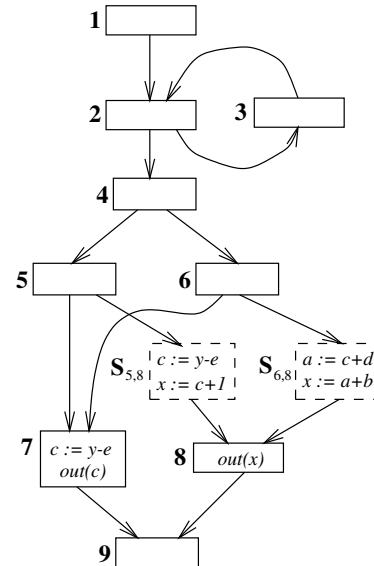 1
2
3
4
5
6
S5,8
c := y-e
x := c+1
S6,8
a := c+d
x := a+b
7
c := y-e
out(c)
8
out(x)
9